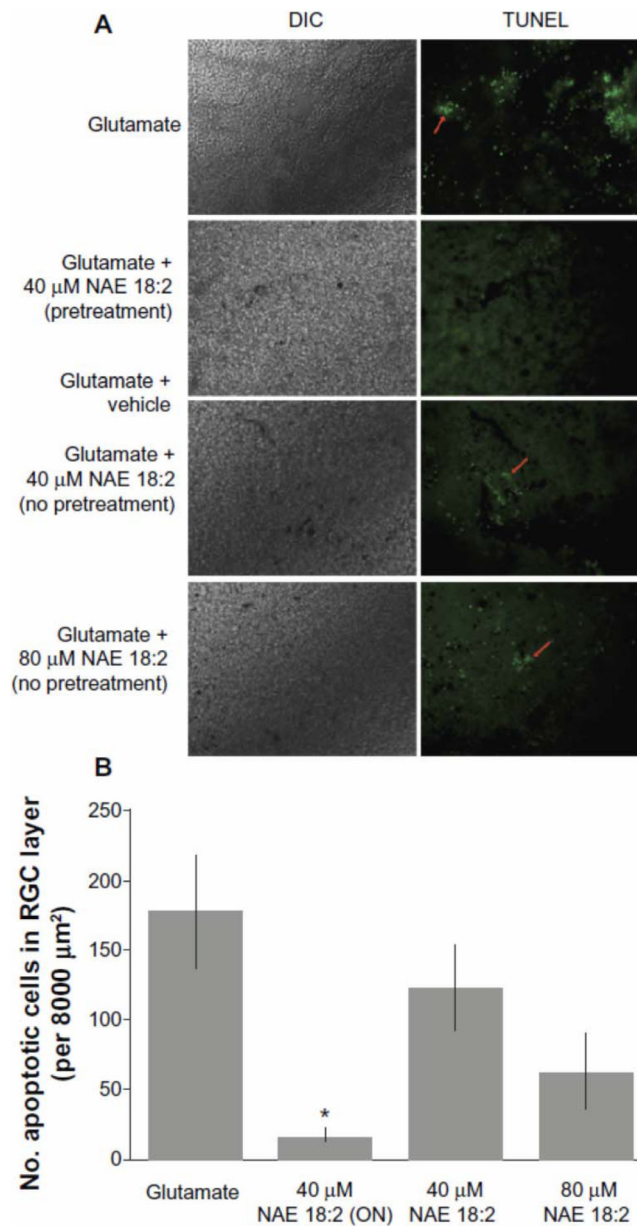 A
DIC
TUNEL
Glutamate
Glutamate +
40 μM NAE 18:2
(pretreatment)
Glutamate +
vehicle
Glutamate +
40 μM NAE 18:2
(no pretreatment)
Glutamate +
80 μM NAE 18:2
(no pretreatment)
B
No. apoptotic cells in RGC layer
(per 8000 μm²)
250
200
150
100
50
0
*
Glutamate
40 μM
NAE 18:2 (ON)
40 μM
NAE 18:2
80 μM
NAE 18:2